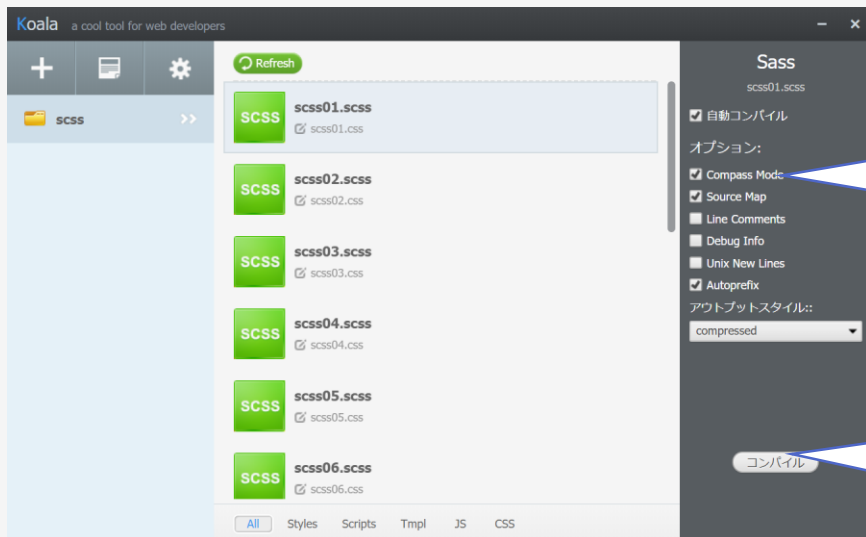 Koala a cool tool for web developers
Refresh
scss
SCSS
scss01.scss
scss01.css
SCSS
scss02.scss
scss02.css
SCSS
scss03.scss
scss03.css
SCSS
scss04.scss
scss04.css
SCSS
scss05.scss
scss05.css
SCSS
scss06.scss
scss06.css
All Styles Scripts Tmpl JS CSS
Sass
scss01.scss
自動コンパイル
オプション:
Compass Mode
Source Map
Line Comments
Debug Info
Unix New Lines
Autoprefix
アウトプットスタイル::
compressed
コンパイル